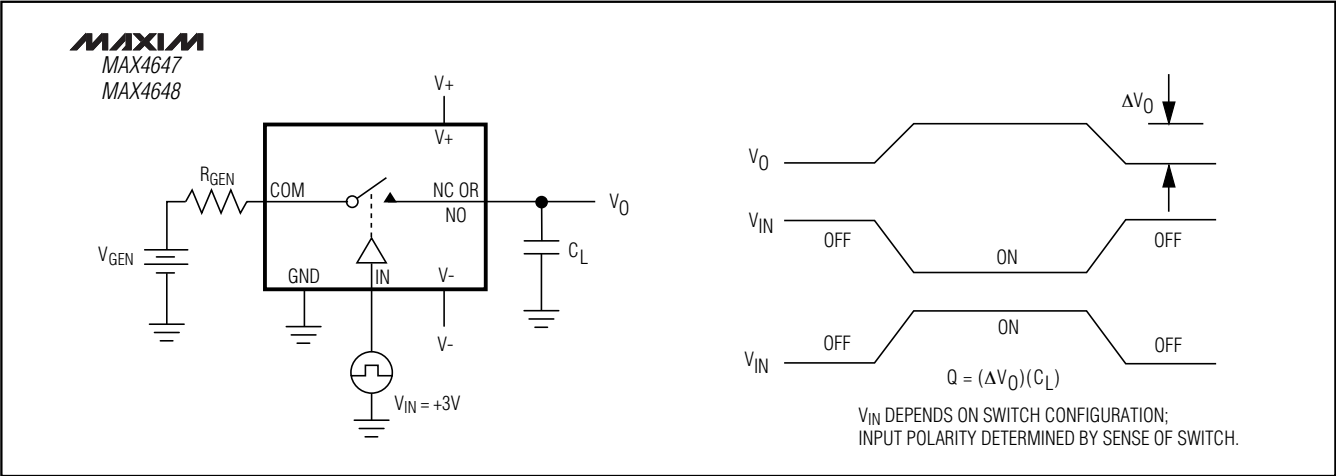 MAXIM
MAX4647
MAX4648
V+
V+
RGEN
COM
NC OR
NO
VO
VGEN
CL
GND
IN
V-
V-
VIN = +3V
ΔVO
VO
VIN
OFF
ON
OFF
VIN
OFF
ON
OFF
Q = (ΔVO)(CL)
VIN DEPENDS ON SWITCH CONFIGURATION;
INPUT POLARITY DETERMINED BY SENSE OF SWITCH.